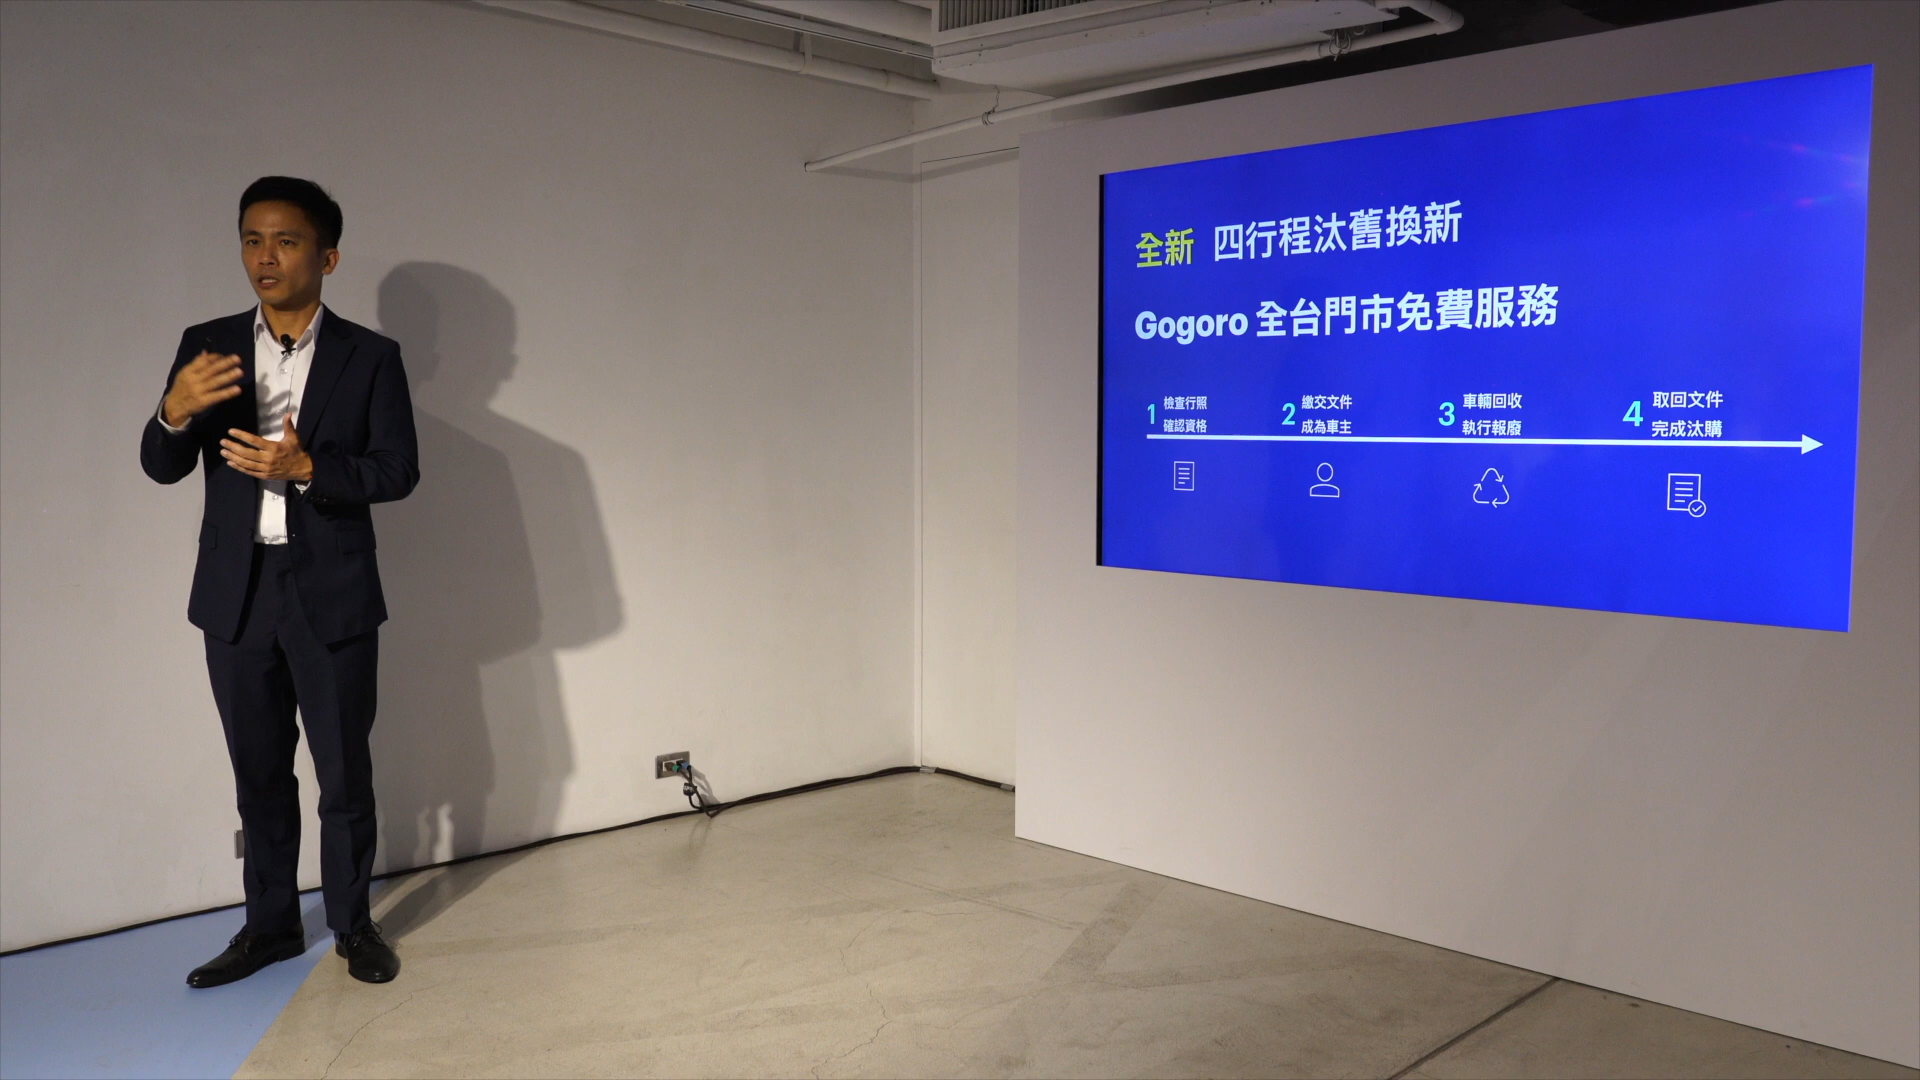 全新 四行程汰舊換新
Gogoro 全台門市免費服務
1 檢查行照
確認資格
2 繳交文件
成為車主
3 車輛回收
執行報廢
4 取回文件
完成汰購